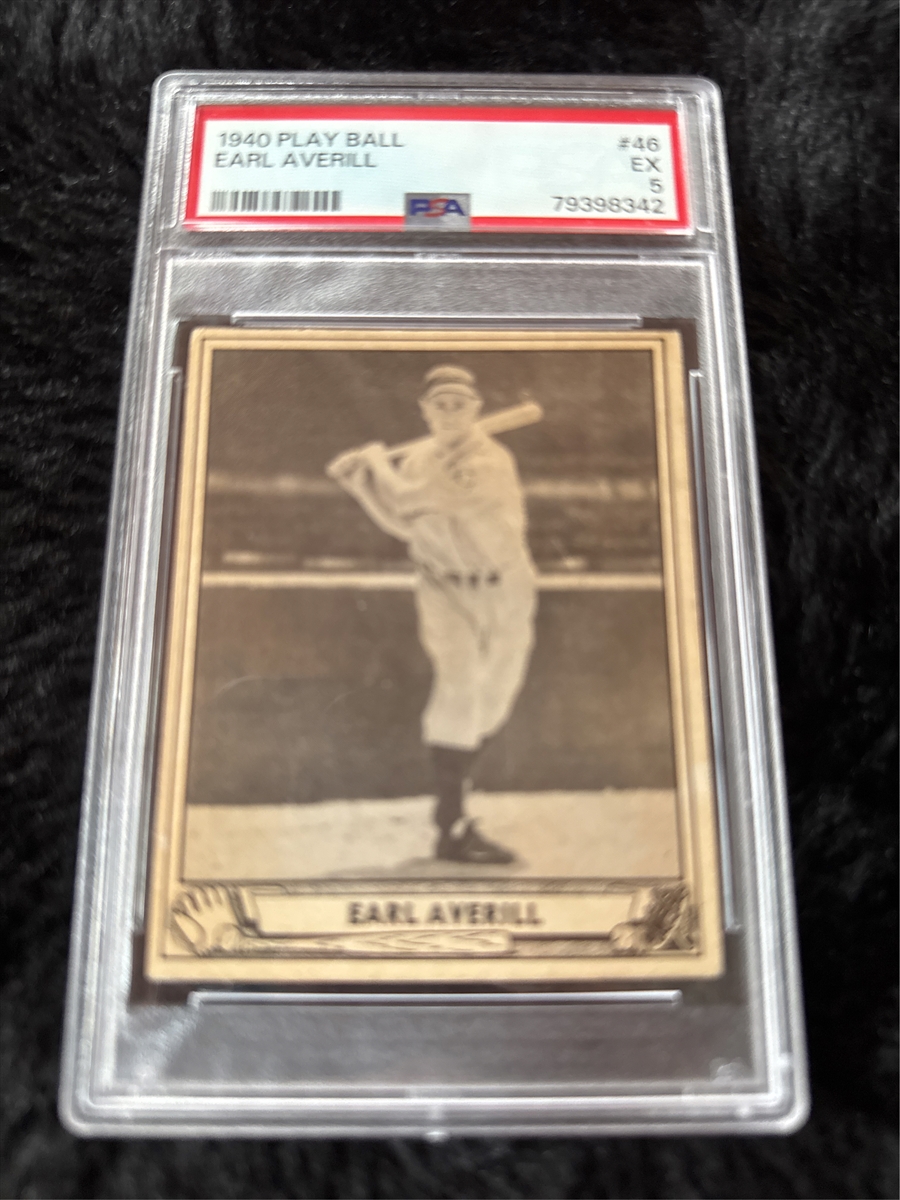 1940 PLAY BALL
EARL AVERILL
#46
EX
5
79398342
PSA
EARL AVERILL